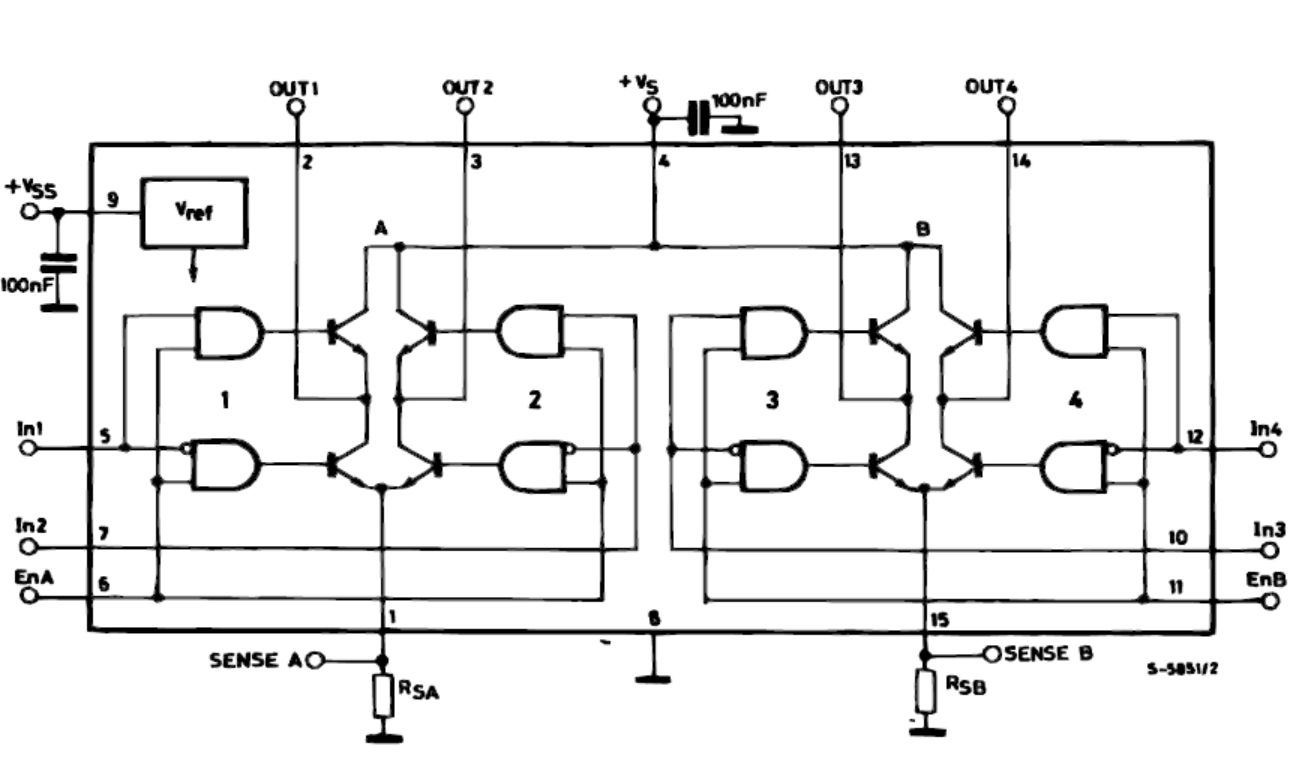 OUT1 OUT2 +VS 100nF OUT3 OUT4
2 3 4 13 14
+VSS 9 Vref
A B
100nF
1 2 3 4
In1 5 12 In4
In2 7 10 In3
EnA 6 11 EnB
1 8 15
SENSE A SENSE B
S-5851/2
RSA RSB